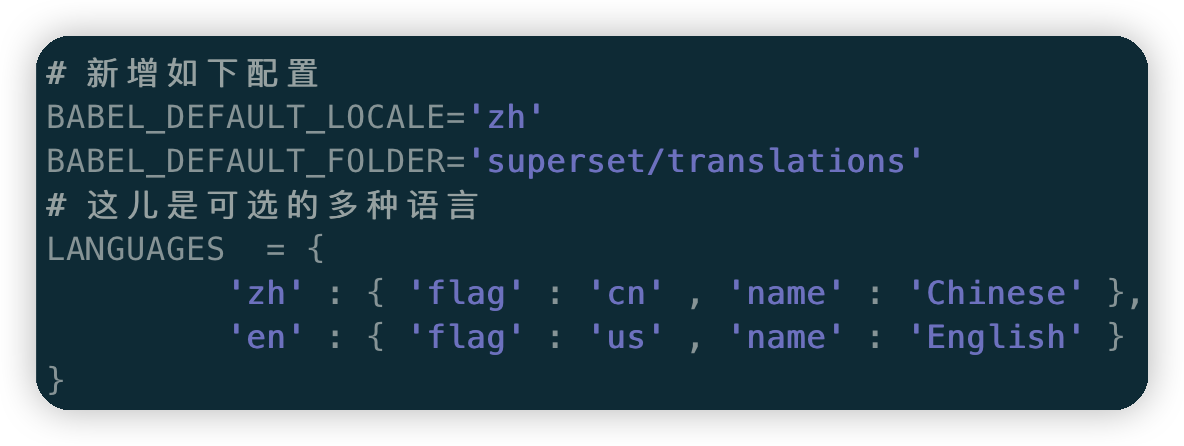 # 新增如下配置
BABEL_DEFAULT_LOCALE='zh'
BABEL_DEFAULT_FOLDER='superset/translations'
# 这儿是可选的多种语言
LANGUAGES  = {
         'zh' : { 'flag' : 'cn' , 'name' : 'Chinese' },
         'en' : { 'flag' : 'us' , 'name' : 'English' }
}